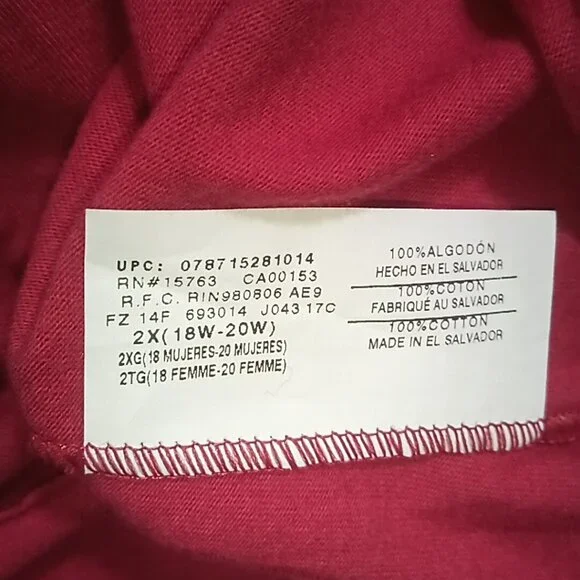 UPC: 078715281014
RN#15763 CA00153
R.F.C. RIN980806 AE9
FZ 14F 693014 J043 17C
2X(18W-20W)
2XG(18 MUJERES-20 MUJERES)
2TG(18 FEMME-20 FEMME)
100%ALGODÓN
HECHO EN EL SALVADOR
100%COTON
FABRIQUÉ AU SALVADOR
100%COTTON
MADE IN EL SALVADOR